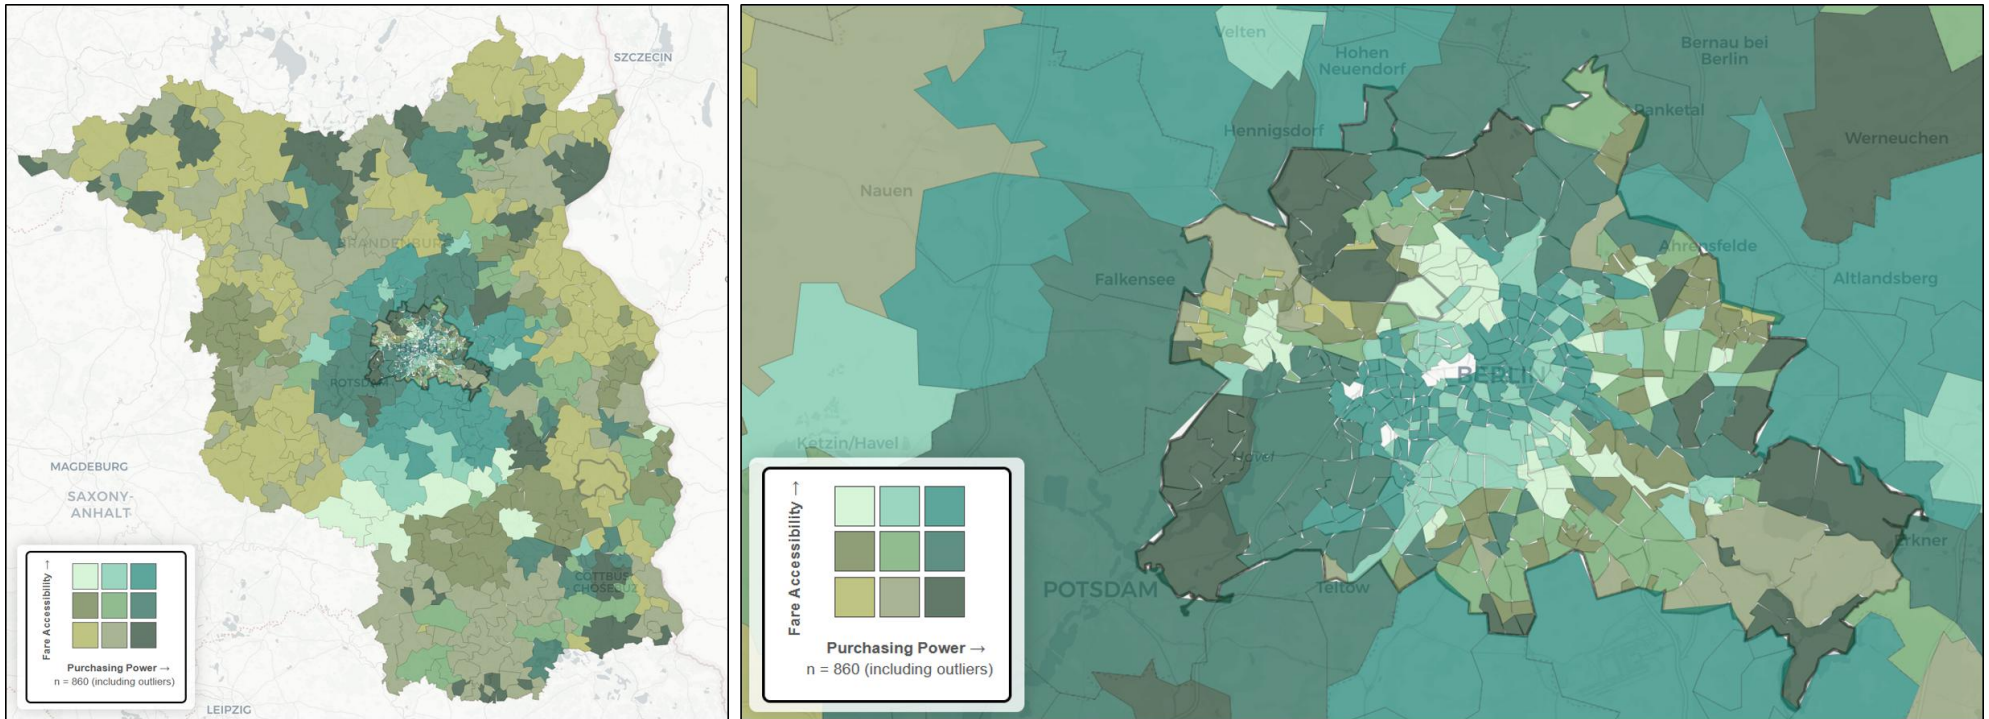 SZCZECIN
BRANDENBURG
POTSDAM
MAGDEBURG
SAXONY-
ANHALT
COTTBUS
LEIPZIG
Fare Accessibility →
Purchasing Power →
n = 860 (including outliers)
Velten
Hohen
Neuendorf
Bernau bei
Berlin
Hennigsdorf
Panketal
Werneuchen
Nauen
Ahrensfelde
Falkensee
Altlandsberg
BERLIN
Ketzin/Havel
Havel
Erkner
POTSDAM
Teltow
Fare Accessibility →
Purchasing Power →
n = 860 (including outliers)